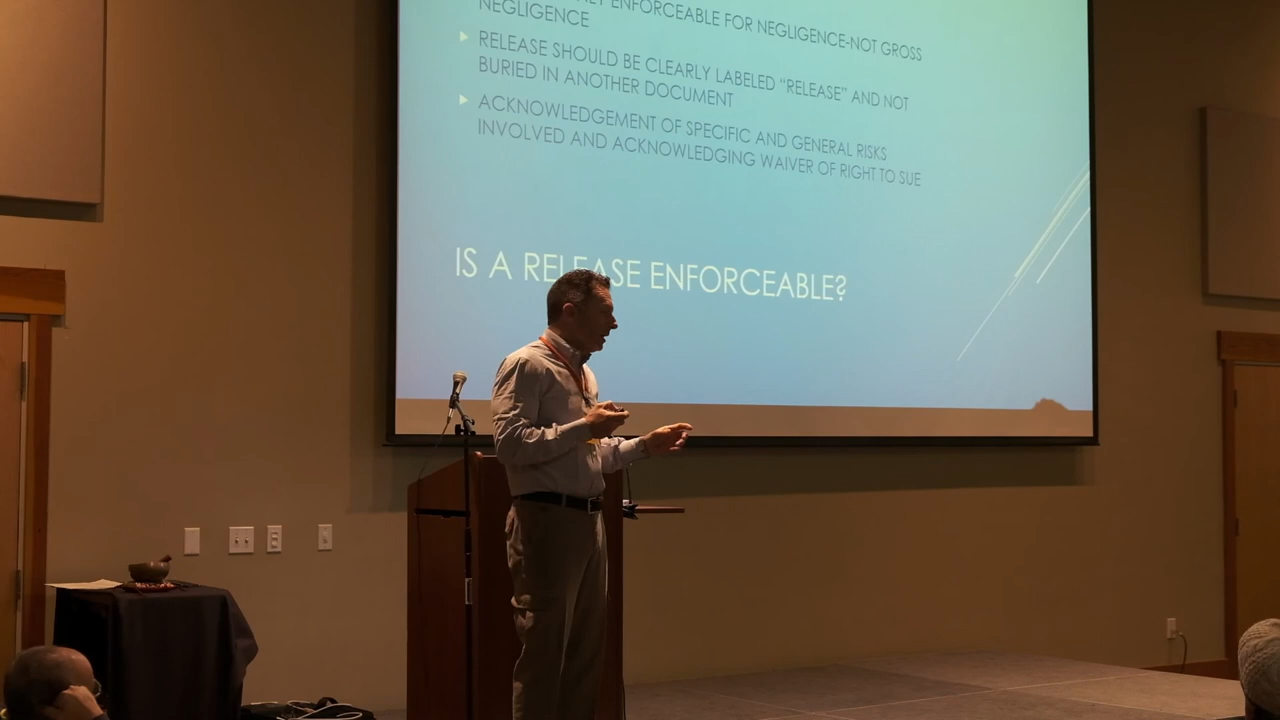 ENFORCEABLE FOR NEGLIGENCE-NOT GROSS
NEGLIGENCE
RELEASE SHOULD BE CLEARLY LABELED “RELEASE” AND NOT
BURIED IN ANOTHER DOCUMENT
ACKNOWLEDGEMENT OF SPECIFIC AND GENERAL RISKS
INVOLVED AND ACKNOWLEDGING WAIVER OF RIGHT TO SUE
IS A RELEASE ENFORCEABLE?